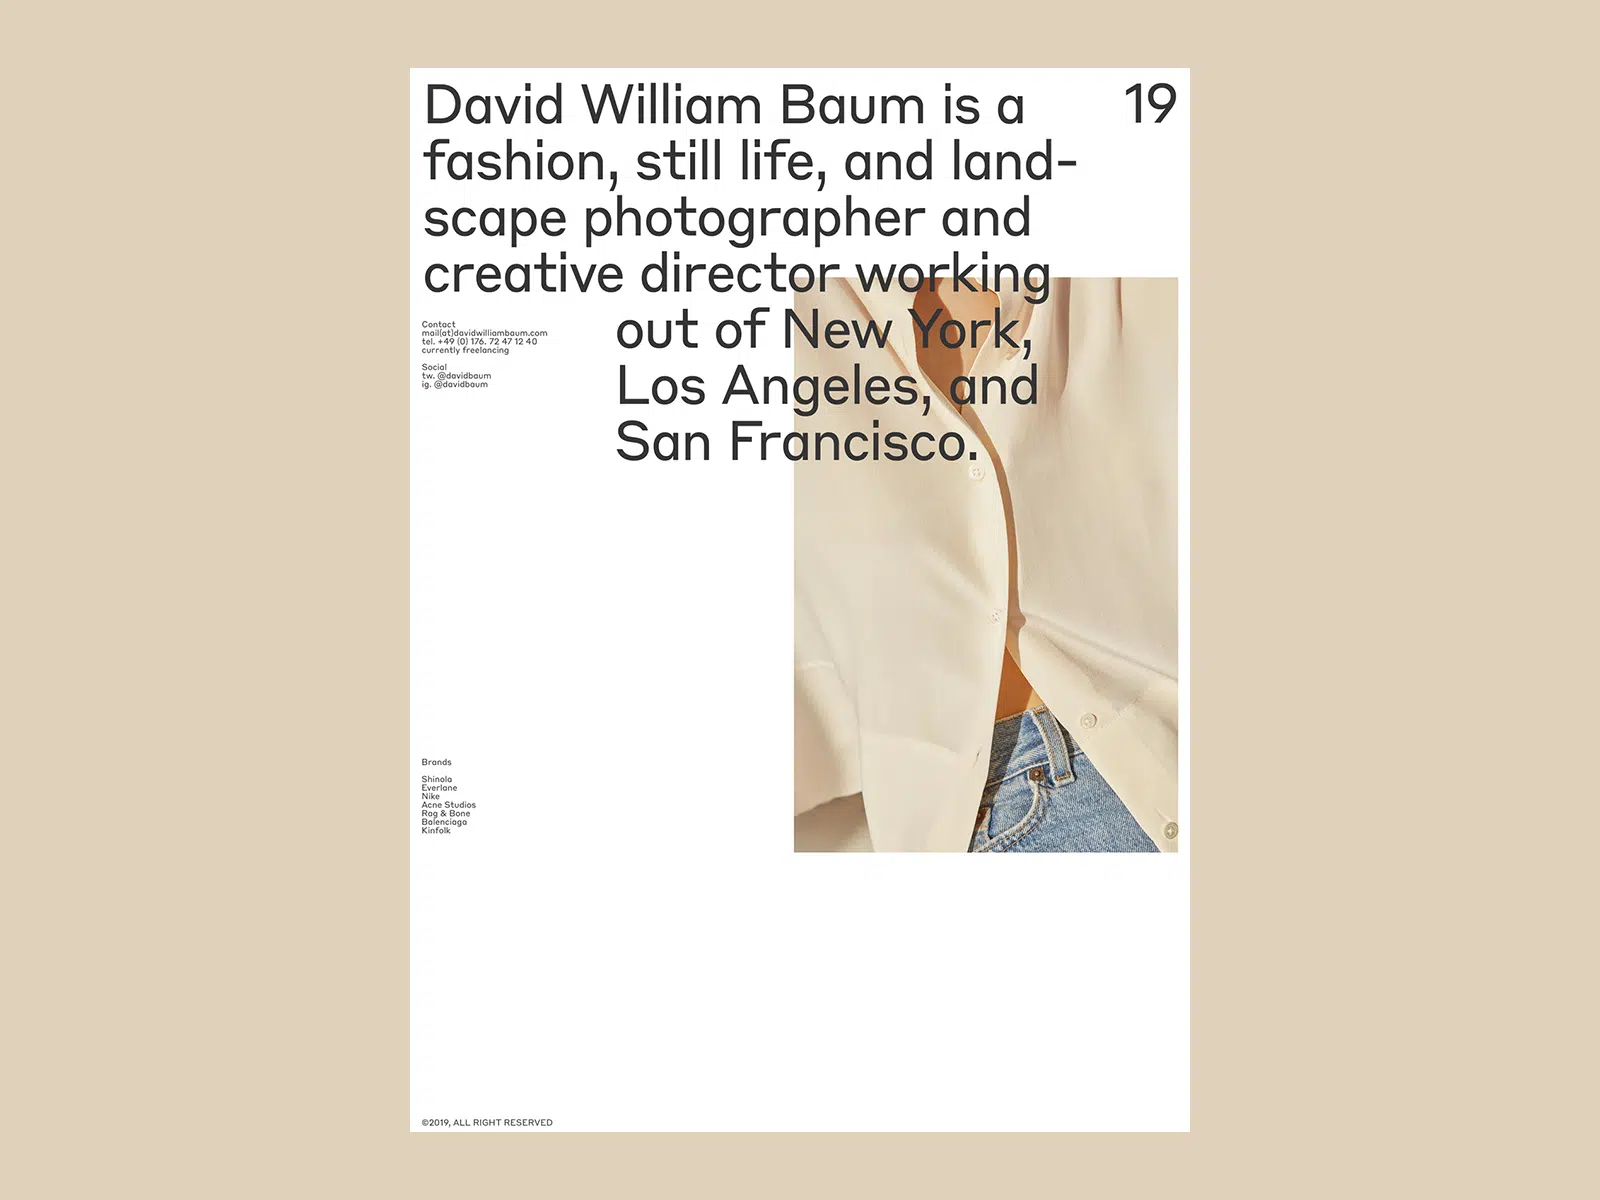 David William Baum is a
19
fashion, still life, and land-
scape photographer and
creative director working
out of New York,
Los Angeles, and
San Francisco.
Contact
mail(at)davidwilliambaum.com
tel. +49 (0) 176. 72 47 12 40
currently freelancing
Social
tw. @davidbaum
ig. @davidbaum
Brands
Shinola
Everlane
Nike
Acne Studios
Rag & Bone
Balenciaga
Kinfolk
©2019, ALL RIGHT RESERVED